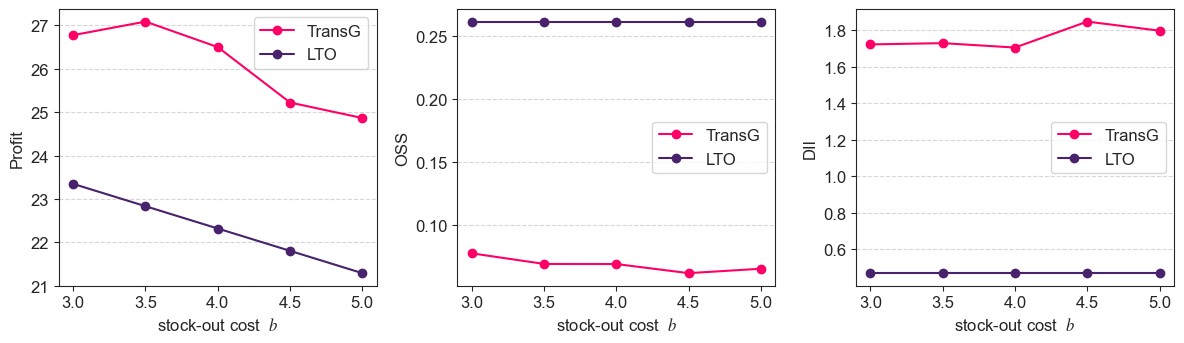 Profit
27
26
25
24
23
22
21
3.0 3.5 4.0 4.5 5.0
stock-out cost b
TransG
LTO
OSS
0.25
0.20
0.15
0.10
3.0 3.5 4.0 4.5 5.0
stock-out cost b
TransG
LTO
DII
1.8
1.6
1.4
1.2
1.0
0.8
0.6
3.0 3.5 4.0 4.5 5.0
stock-out cost b
TransG
LTO